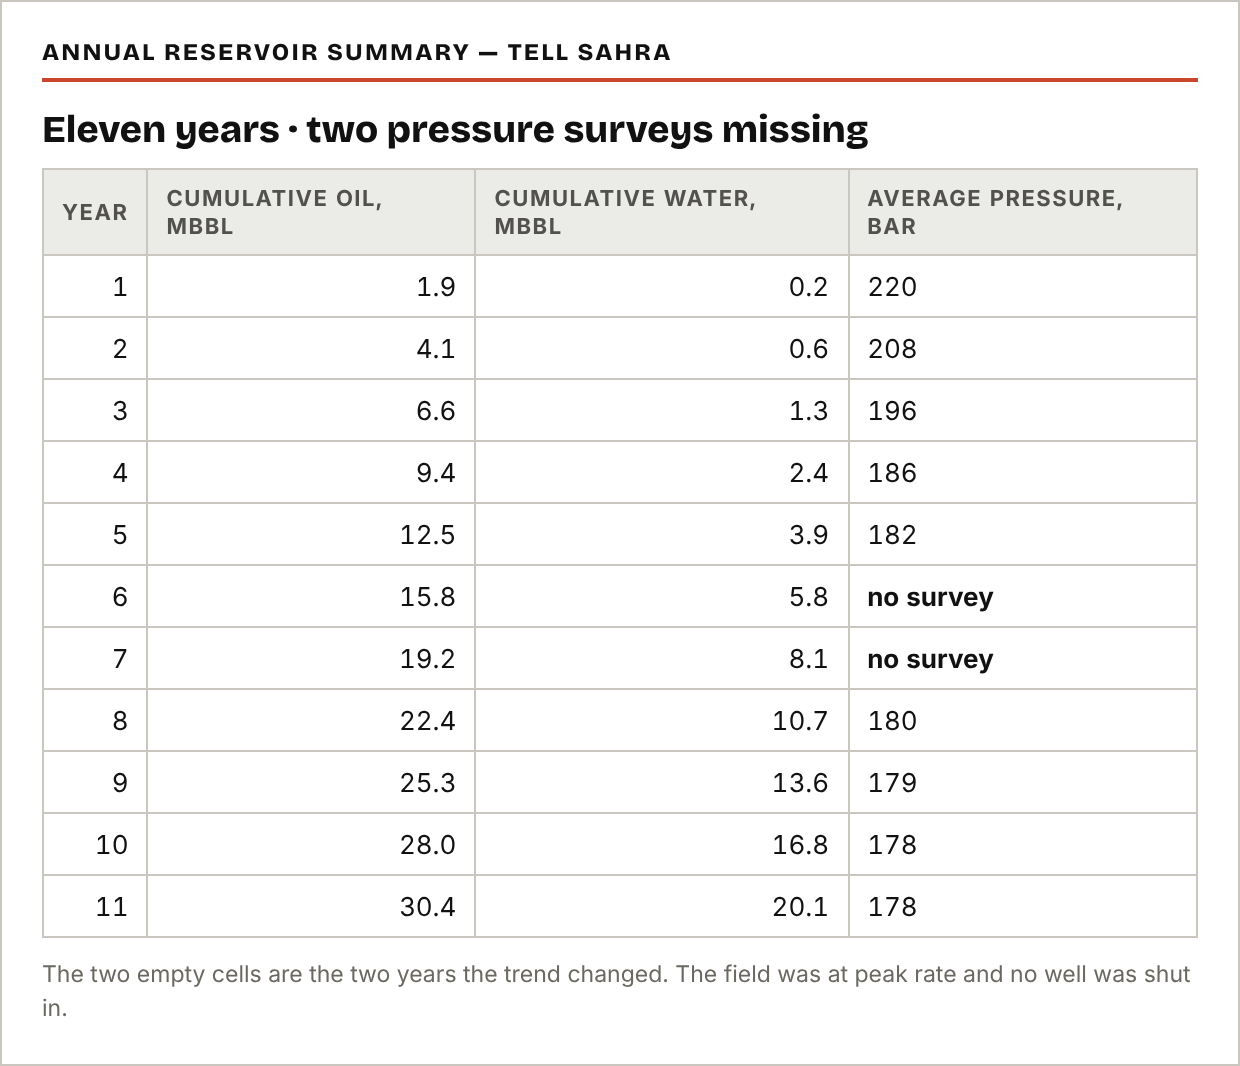 ANNUAL RESERVOIR SUMMARY — TELL SAHRA
Eleven years · two pressure surveys missing
YEAR CUMULATIVE OIL, MBBL CUMULATIVE WATER, MBBL AVERAGE PRESSURE, BAR
1 1.9 0.2 220
2 4.1 0.6 208
3 6.6 1.3 196
4 9.4 2.4 186
5 12.5 3.9 182
6 15.8 5.8 no survey
7 19.2 8.1 no survey
8 22.4 10.7 180
9 25.3 13.6 179
10 28.0 16.8 178
11 30.4 20.1 178
The two empty cells are the two years the trend changed. The field was at peak rate and no well was shut
in.